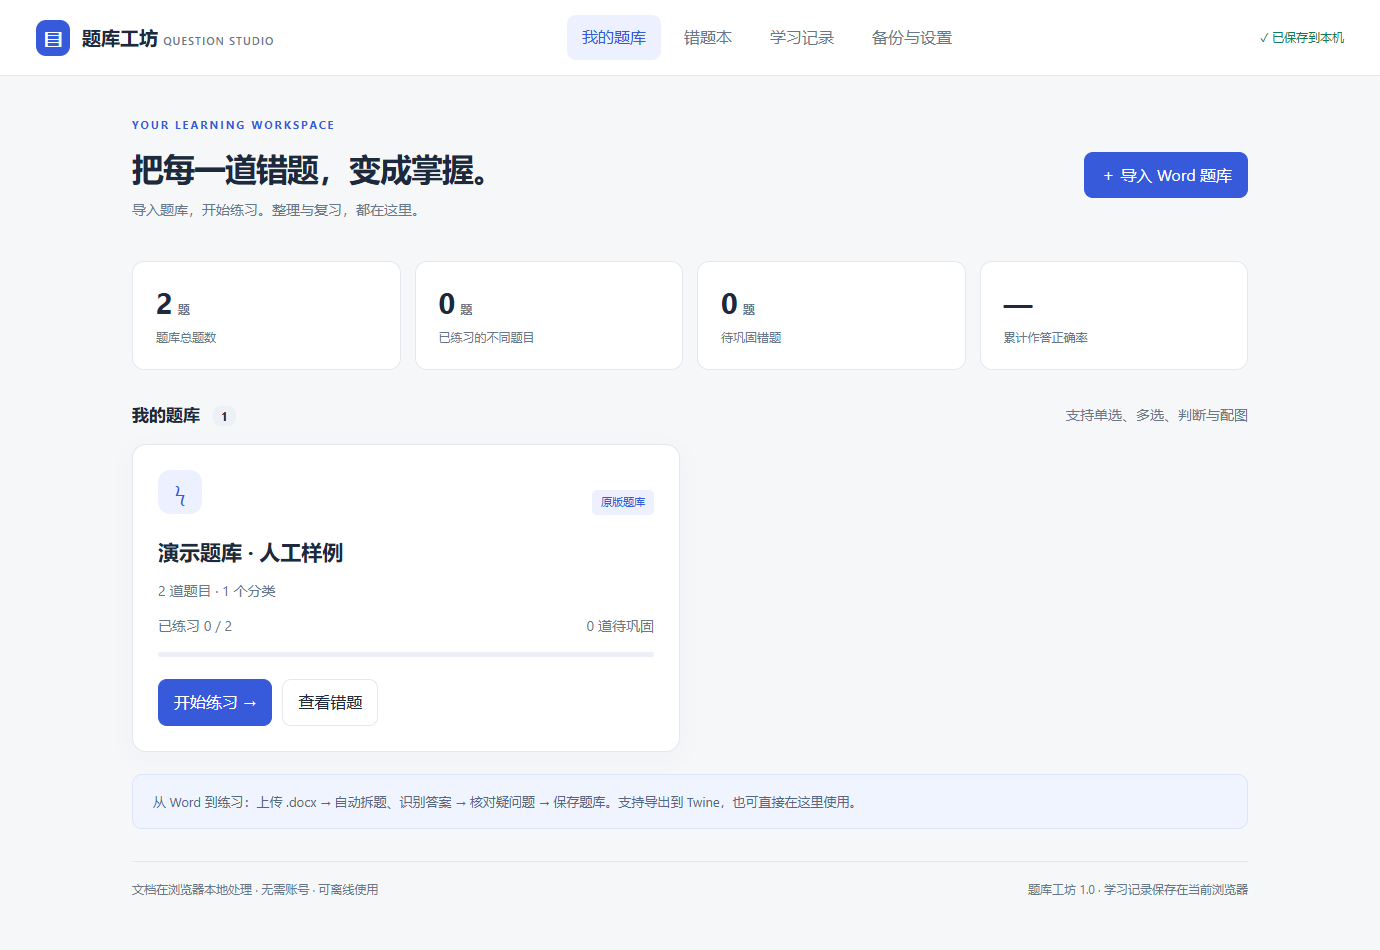 题库工坊 QUESTION STUDIO
我的题库 错题本 学习记录 备份与设置
✓ 已保存到本机
YOUR LEARNING WORKSPACE
把每一道错题，变成掌握。
导入题库，开始练习。整理与复习，都在这里。
+ 导入 Word 题库
2 题
题库总题数
0 题
已练习的不同题目
0 题
待巩固错题
—
累计作答正确率
我的题库 1
支持单选、多选、判断与配图
原版题库
演示题库 · 人工样例
2 道题目 · 1 个分类
已练习 0 / 2
0 道待巩固
开始练习 →
查看错题
从 Word 到练习：上传 .docx → 自动拆题、识别答案 → 核对疑问题 → 保存题库。支持导出到 Twine，也可直接在这里使用。
文档在浏览器本地处理 · 无需账号 · 可离线使用
题库工坊 1.0 · 学习记录保存在当前浏览器